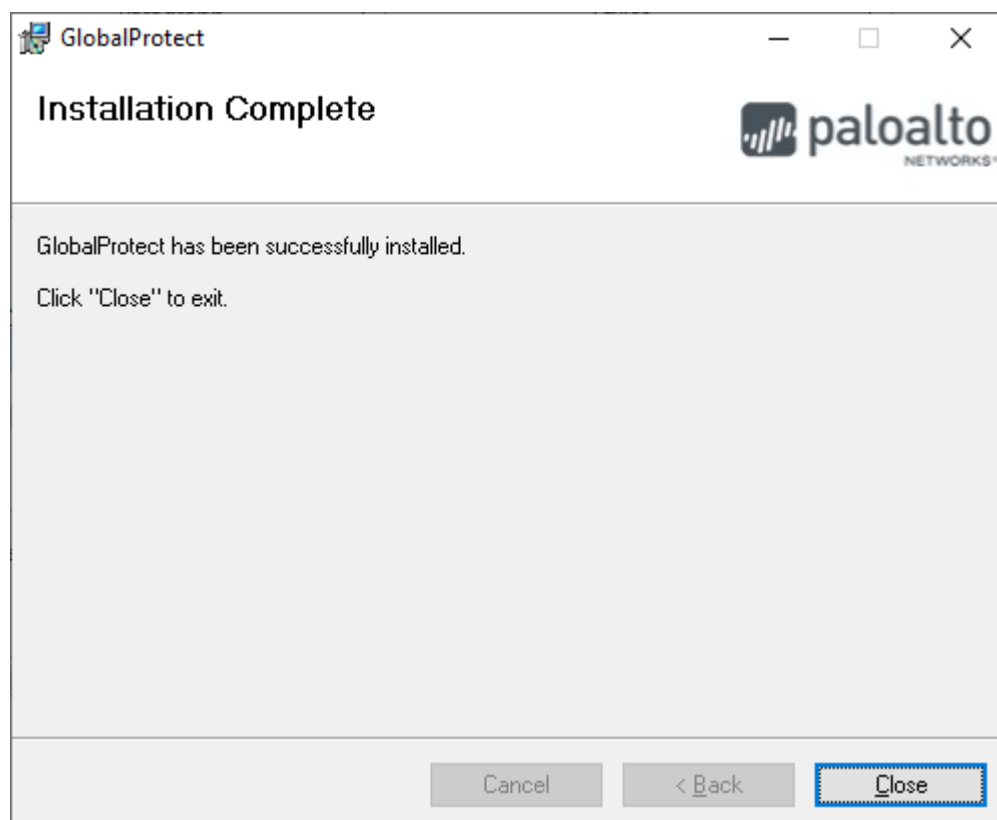 GlobalProtect
Installation Complete
paloalto
NETWORKS®
GlobalProtect has been successfully installed.
Click "Close" to exit.
Cancel
< Back
Close